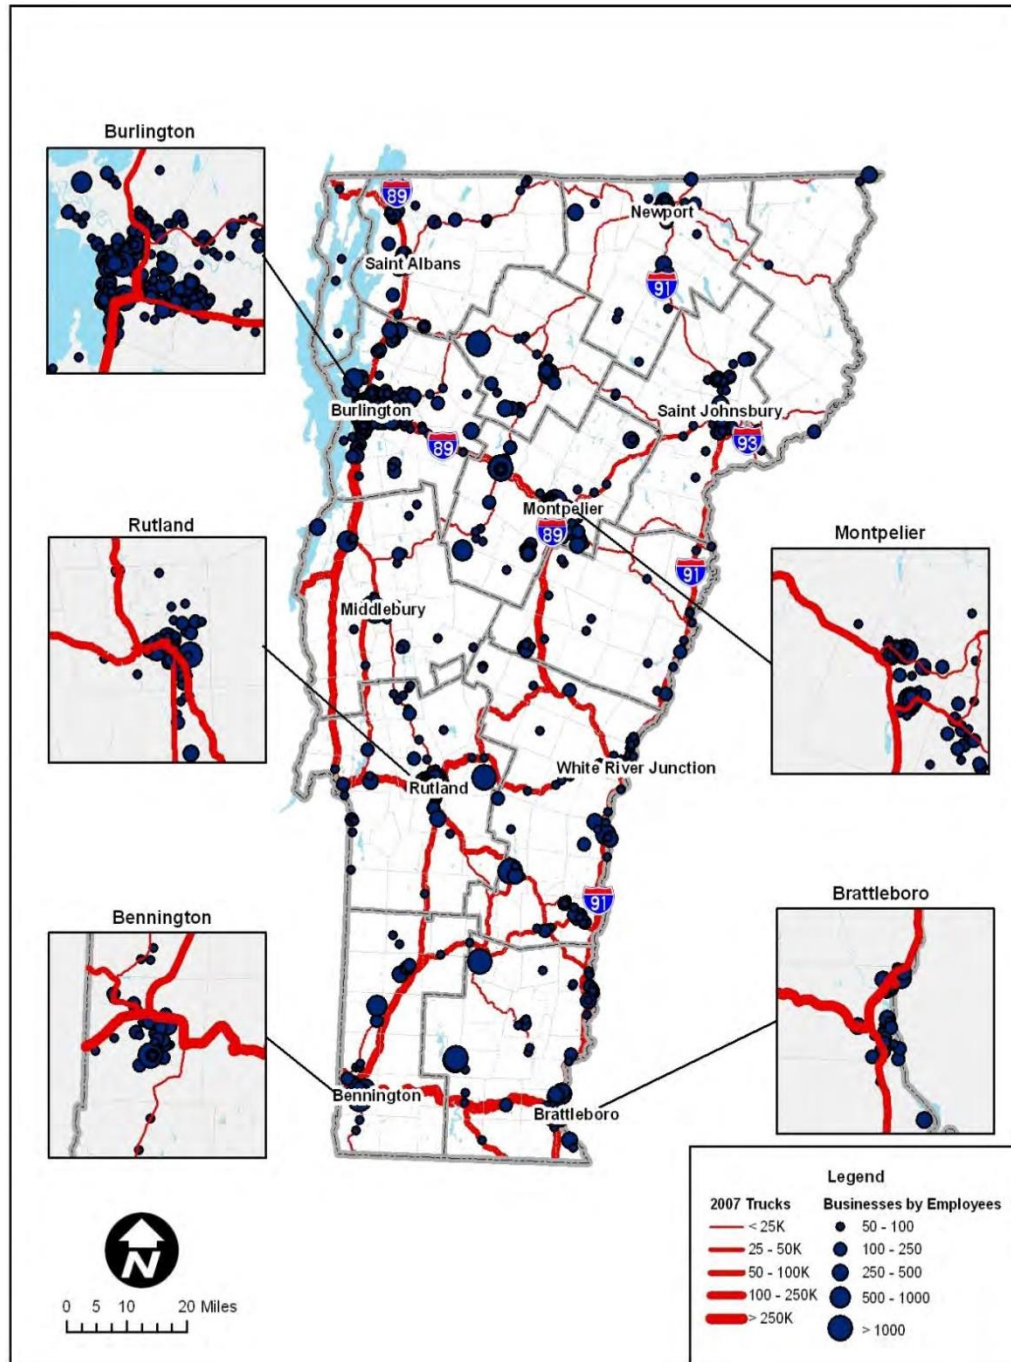 Burlington
89
Newport
Saint Albans
91
Burlington
Saint Johnsbury
93
89
Rutland
Montpelier
89
Montpelier
91
Middlebury
White River Junction
Rutland
Bennington
91
Brattleboro
Bennington
Brattleboro
Legend
2007 Trucks Businesses by Employees
< 25K 50 - 100
25 - 50K 100 - 250
50 - 100K 250 - 500
100 - 250K 500 - 1000
> 250K > 1000
N
0 5 10 20 Miles